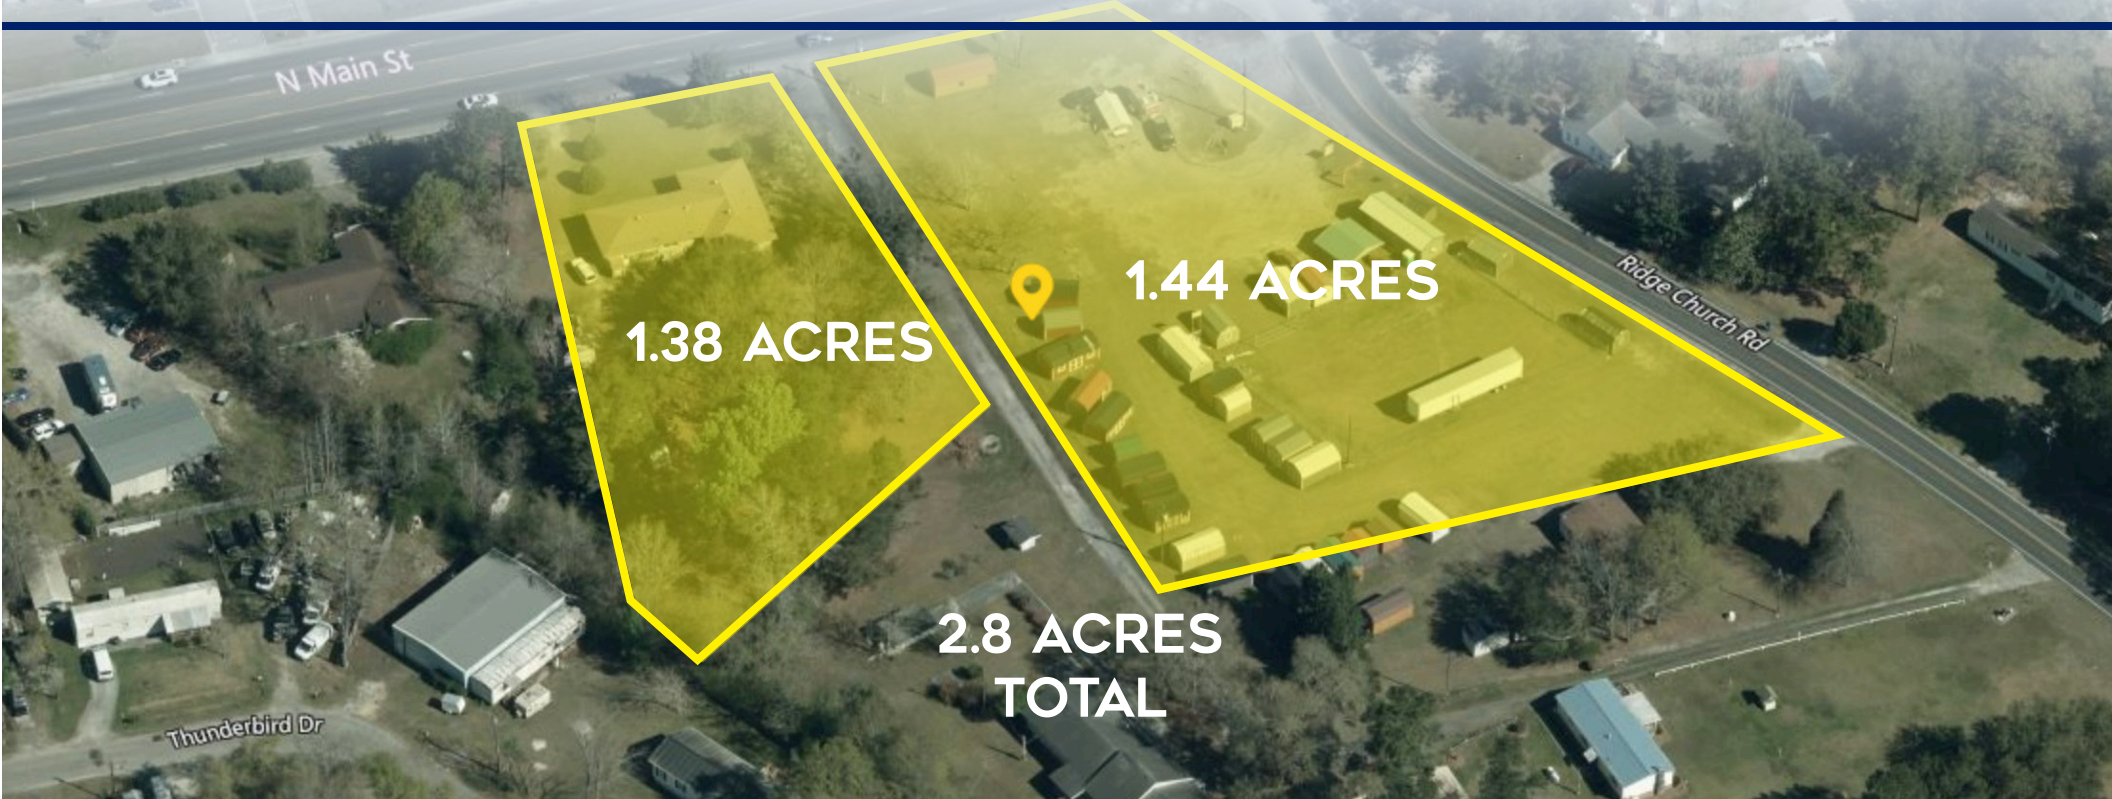 N Main St
1.44 ACRES
Ridge Church Rd
1.38 ACRES
2.8 ACRES
TOTAL
Thunderbird Dr